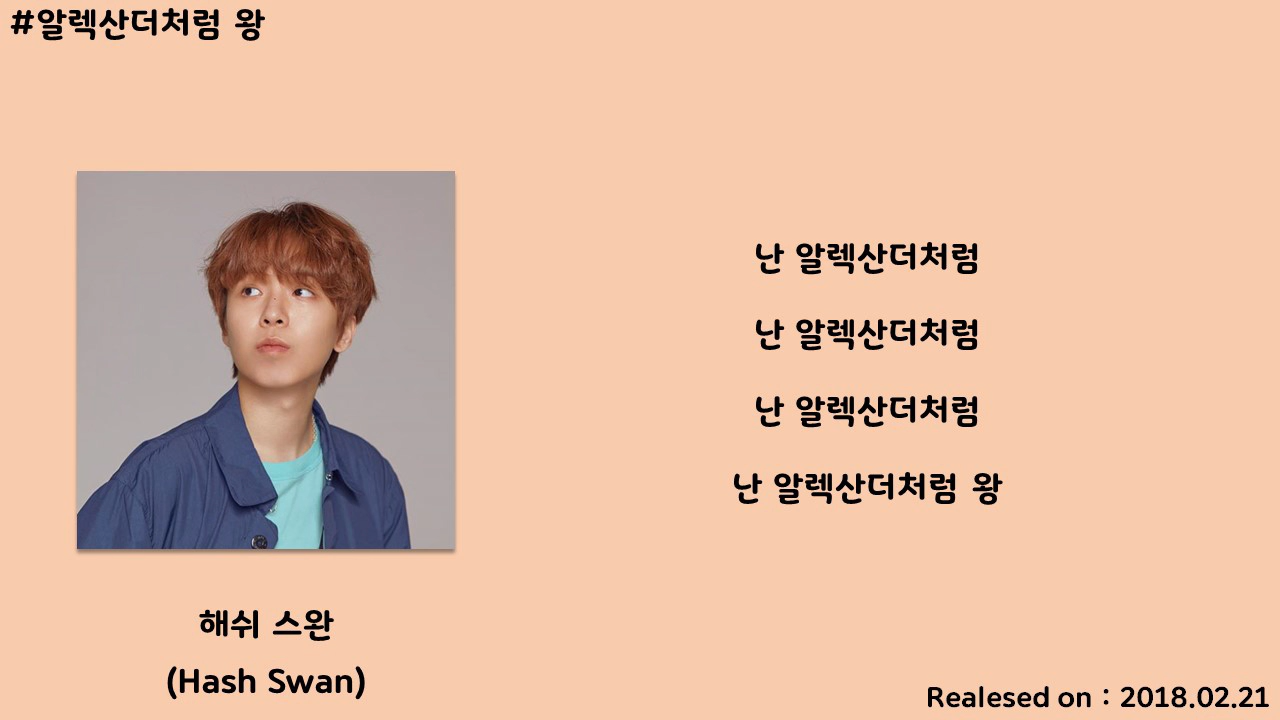 #알렉산더처럼 왕
난 알렉산더처럼
난 알렉산더처럼
난 알렉산더처럼
난 알렉산더처럼 왕
해쉬 스완
(Hash Swan)
Realesed on : 2018.02.21